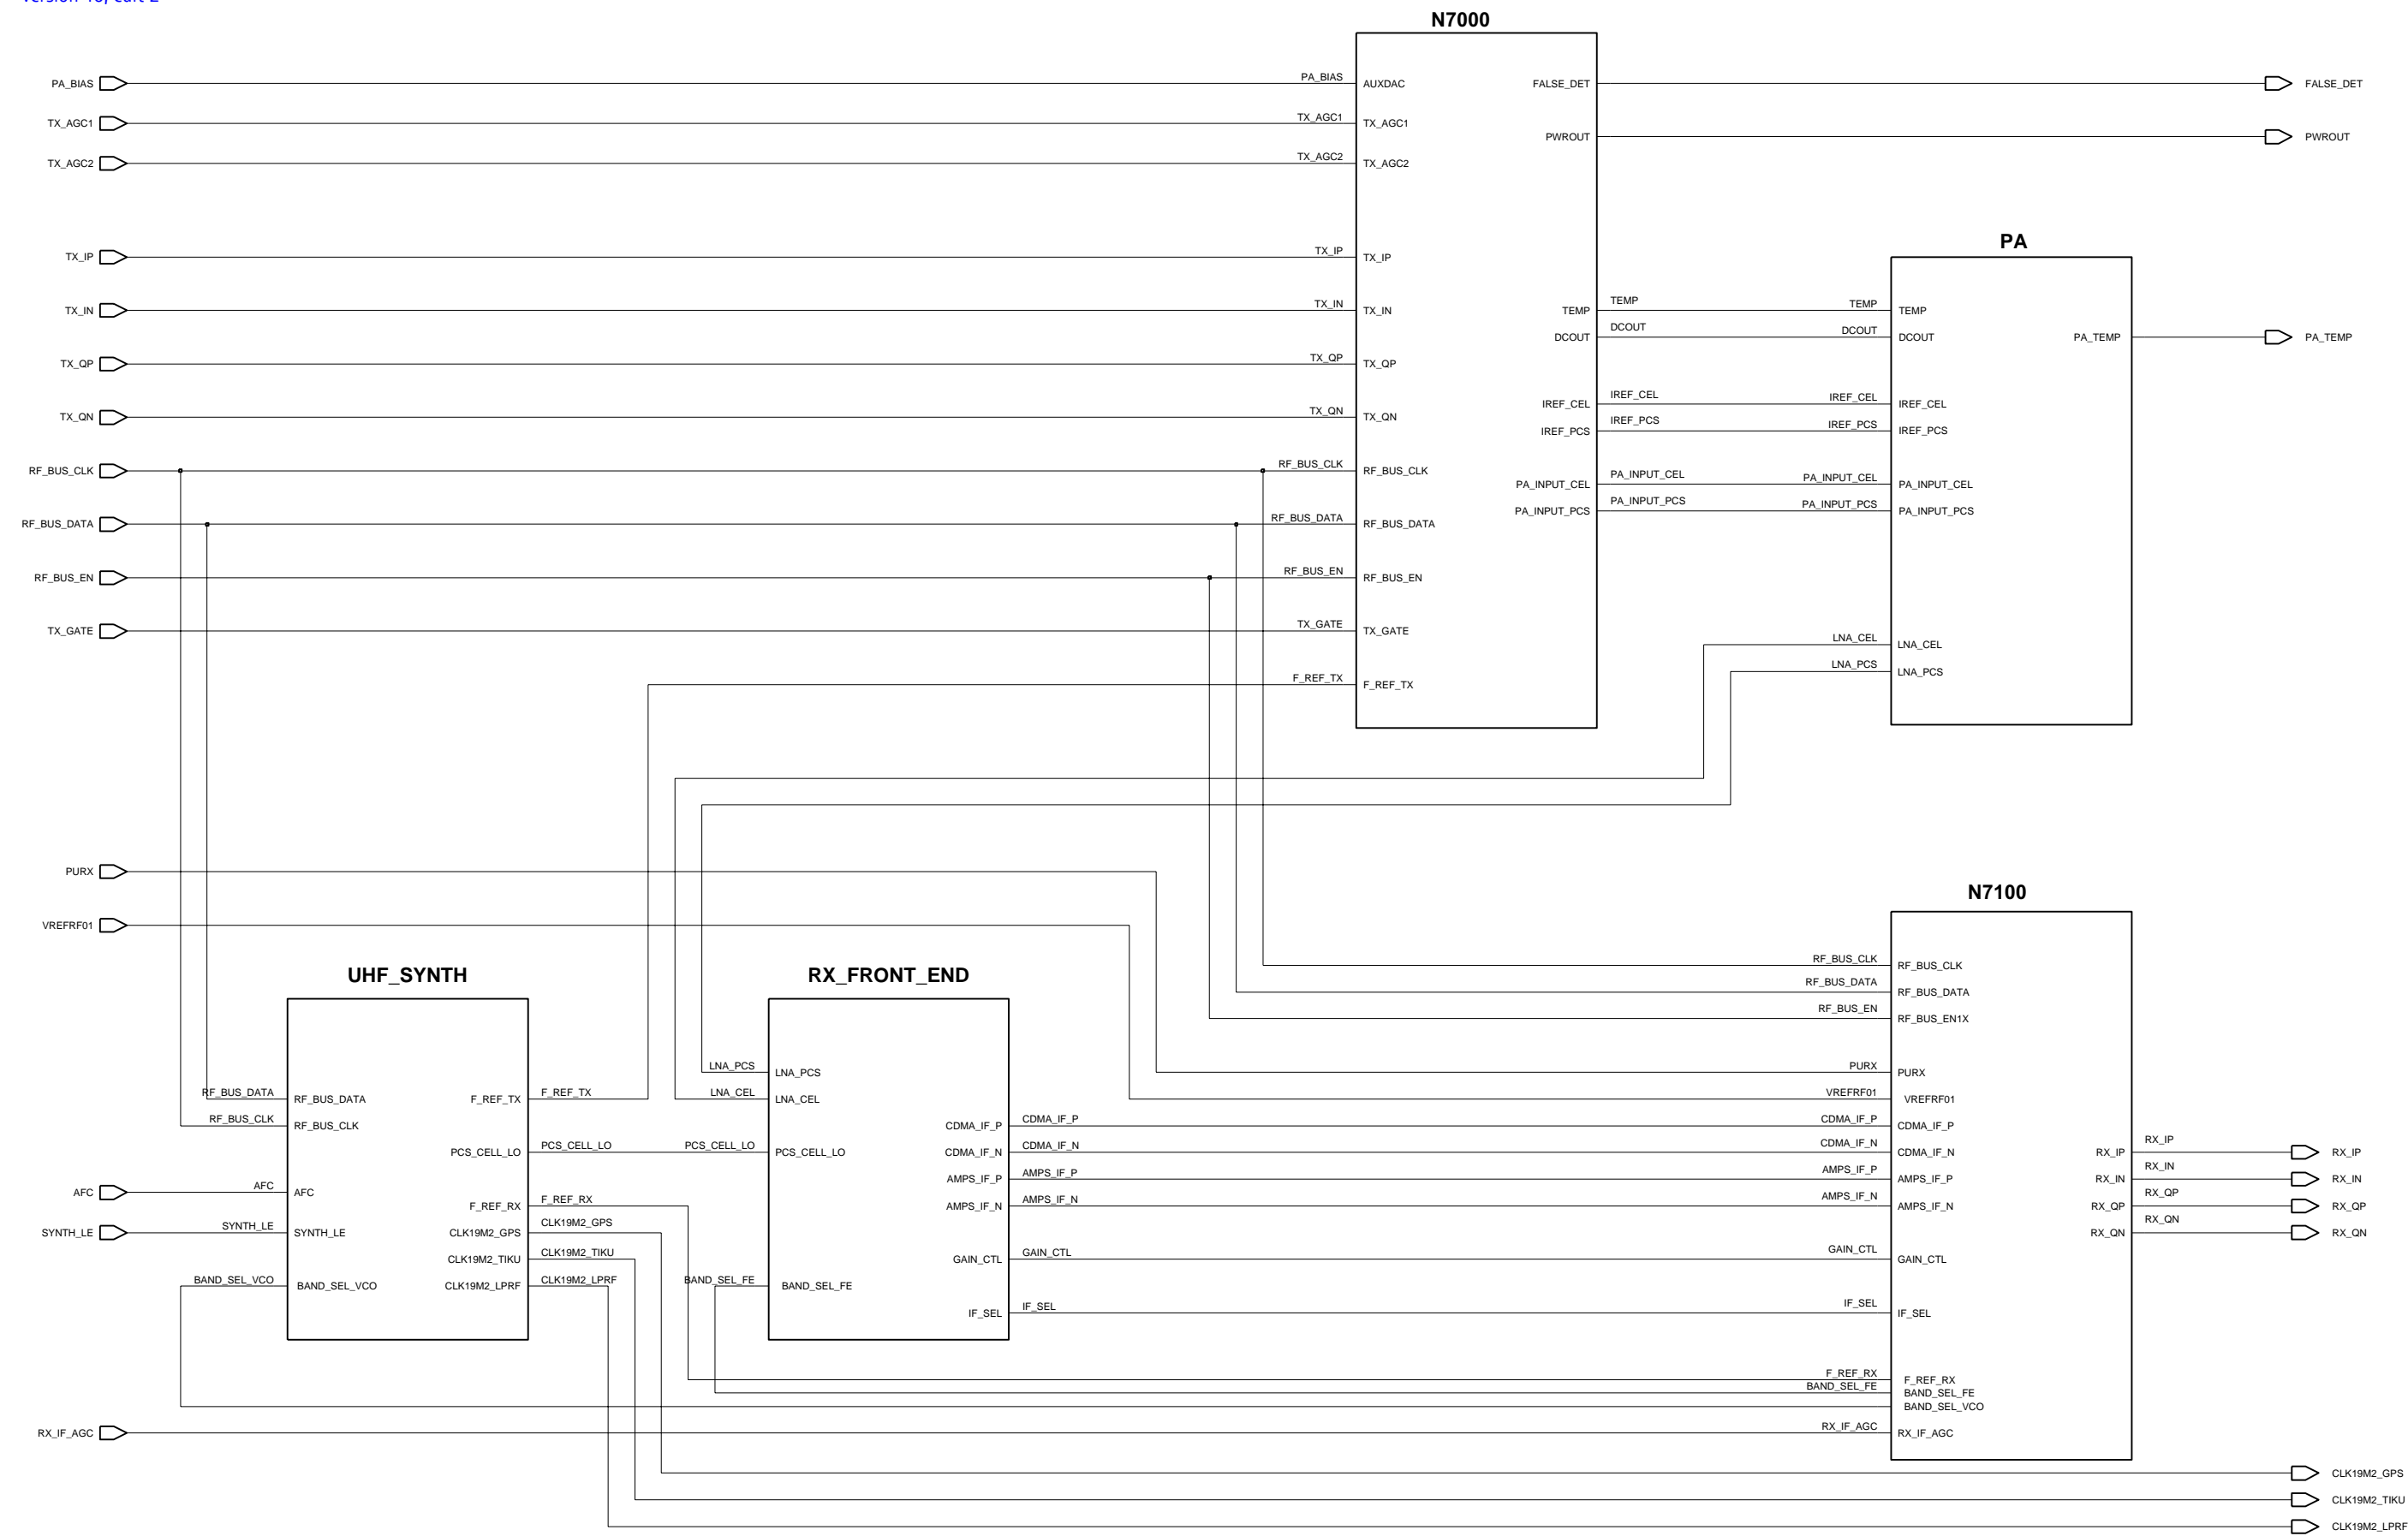 N7000
PA_BIAS
PA_BIAS
AUXDAC
FALSE_DET
FALSE_DET
TX_AGC1
TX_AGC1
TX_AGC1
PWROUT
PWROUT
TX_AGC2
TX_AGC2
TX_AGC2
PA
TX_IP
TX_IP
TX_IP
TX_IN
TX_IN
TX_IN
TEMP
TEMP
TEMP
TEMP
DCOUT
DCOUT
DCOUT
DCOUT
PA_TEMP
PA_TEMP
TX_QP
TX_QP
TX_QP
TX_QN
TX_QN
TX_QN
IREF_CEL
IREF_CEL
IREF_CEL
IREF_CEL
IREF_PCS
IREF_PCS
IREF_PCS
IREF_PCS
RF_BUS_CLK
RF_BUS_CLK
RF_BUS_CLK
PA_INPUT_CEL
PA_INPUT_CEL
PA_INPUT_CEL
PA_INPUT_CEL
PA_INPUT_PCS
PA_INPUT_PCS
PA_INPUT_PCS
PA_INPUT_PCS
RF_BUS_DATA
RF_BUS_DATA
RF_BUS_DATA
RF_BUS_EN
RF_BUS_EN
RF_BUS_EN
TX_GATE
TX_GATE
TX_GATE
LNA_CEL
LNA_CEL
LNA_PCS
LNA_PCS
F_REF_TX
F_REF_TX
PURX
VREFRF01
N7100
UHF_SYNTH
RX_FRONT_END
RF_BUS_CLK
RF_BUS_CLK
RF_BUS_DATA
RF_BUS_DATA
RF_BUS_EN
RF_BUS_EN1X
LNA_PCS
LNA_PCS
PURX
PURX
RF_BUS_DATA
RF_BUS_DATA
F_REF_TX
F_REF_TX
LNA_CEL
LNA_CEL
VREFRF01
VREFRF01
RF_BUS_CLK
RF_BUS_CLK
CDMA_IF_P
CDMA_IF_P
CDMA_IF_P
CDMA_IF_P
PCS_CELL_LO
PCS_CELL_LO
PCS_CELL_LO
PCS_CELL_LO
CDMA_IF_N
CDMA_IF_N
CDMA_IF_N
CDMA_IF_N
RX_IP
RX_IP
RX_IP
AMPS_IF_P
AMPS_IF_P
AMPS_IF_P
AMPS_IF_P
RX_IN
RX_IN
RX_IN
AFC
AFC
AFC
F_REF_RX
F_REF_RX
AMPS_IF_N
AMPS_IF_N
AMPS_IF_N
AMPS_IF_N
RX_QP
RX_QP
RX_QP
SYNTH_LE
SYNTH_LE
SYNTH_LE
CLK19M2_GPS
CLK19M2_GPS
RX_QN
RX_QN
RX_QN
CLK19M2_TIKU
CLK19M2_TIKU
GAIN_CTL
GAIN_CTL
GAIN_CTL
GAIN_CTL
BAND_SEL_VCO
BAND_SEL_VCO
CLK19M2_LPRF
CLK19M2_LPRF
BAND_SEL_FE
BAND_SEL_FE
IF_SEL
IF_SEL
IF_SEL
IF_SEL
F_REF_RX
F_REF_RX
BAND_SEL_FE
BAND_SEL_FE
BAND_SEL_VCO
RX_IF_AGC
RX_IF_AGC
RX_IF_AGC
CLK19M2_GPS
CLK19M2_TIKU
CLK19M2_LPRF